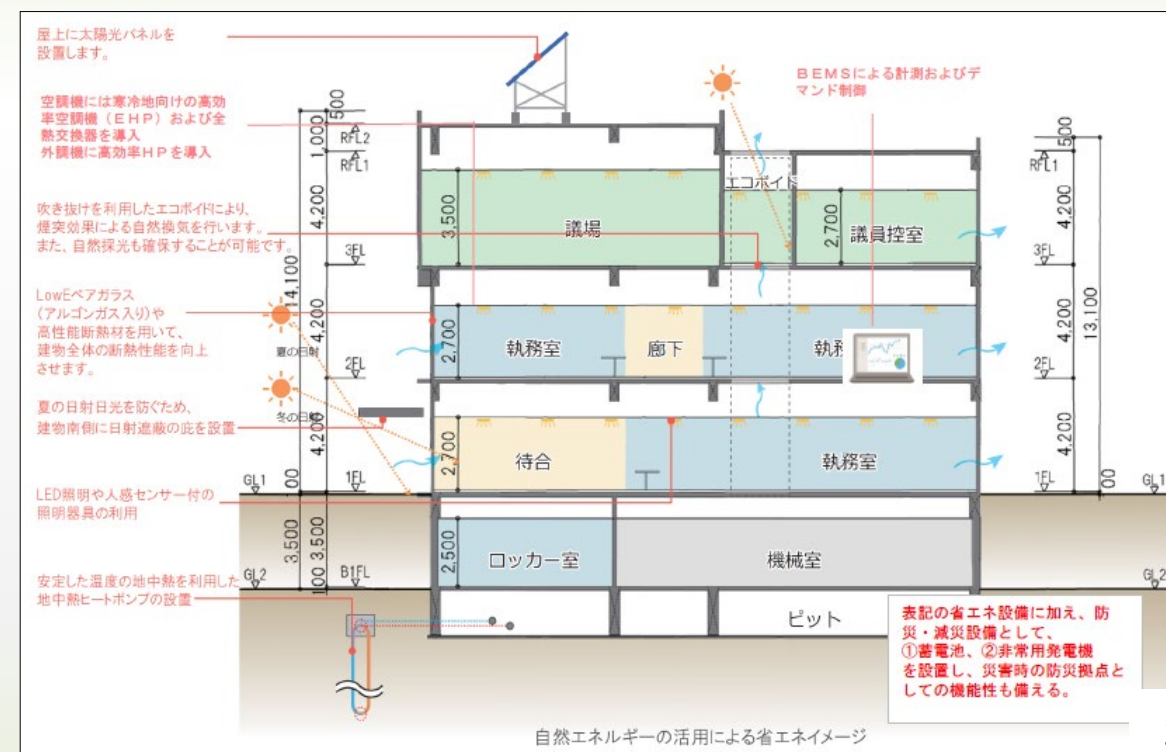 屋上に太陽光パネルを
設置します。
空調機には寒冷地向けの高効
率空調機（EHP）および全
熱交換器を導入
外調機に高効率HPを導入
吹き抜けを利用したエコボイドにより、
煙突効果による自然換気を行います。
また、自然採光も確保することが可能です。
LowEペアガラス
（アルゴンガス入り）や
高性能断熱材を用いて、
建物全体の断熱性能を向上
させます。
夏の日射日光を防ぐため、
建物南側に日射遮蔽の庇を設置
LED照明や人感センサー付の
照明器具の利用
安定した温度の地中熱を利用した
地中熱ヒートポンプの設置
夏の日射
冬の日射
500
1,000
4,200
4,200
4,200
14,100
3,500
3,500
100
RFL2
RFL1
3FL
2FL
1FL
GL1
GL2
B1FL
BEMSによる計測およびデ
マンド制御
エコボイド
3,500
議場
2,700
議員控室
2,700
執務室
廊下
執務
2,700
待合
執務室
2,500
ロッカー室
機械室
ピット
500
RFL1
4,200
3FL
4,200
13,100
2FL
4,200
1FL
GL1
GL2
表記の省エネ設備に加え、防
災・減災設備として、
①蓄電池、②非常用発電機
を設置し、災害時の防災拠点と
しての機能性も備える。
自然エネルギーの活用による省エネイメージ